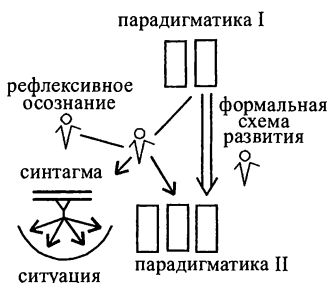 парадигматика I
рефлексивное
осознание
формальная
схема
развития
синтагма
парадигматика II
ситуация